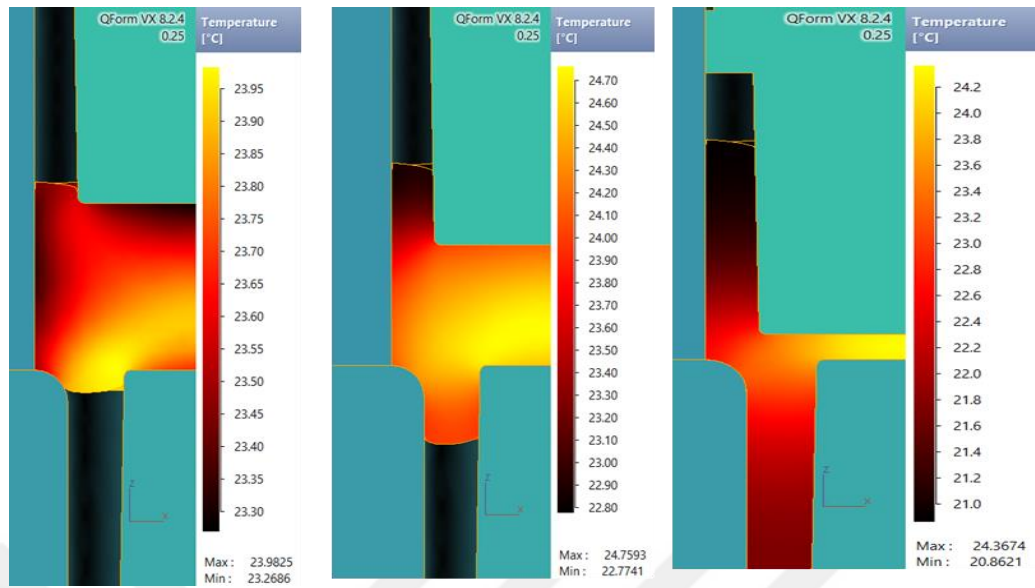 QForm VX 8.2.4
0.25
Temperature
[°C]
23.95
23.90
23.85
23.80
23.75
23.70
23.65
23.60
23.55
23.50
23.45
23.40
23.35
23.30
Z
X
Max : 23.9825
Min : 23.2686
QForm VX 8.2.4
0.25
Temperature
[°C]
24.70
24.60
24.50
24.40
24.30
24.20
24.10
24.00
23.90
23.80
23.70
23.60
23.50
23.40
23.30
23.20
23.10
23.00
22.90
22.80
Z
X
Max : 24.7593
Min : 22.7741
QForm VX 8.2.4
0.25
Temperature
[°C]
24.2
24.0
23.8
23.6
23.4
23.2
23.0
22.8
22.6
22.4
22.2
22.0
21.8
21.6
21.4
21.2
21.0
Z
X
Max : 24.3674
Min : 20.8621